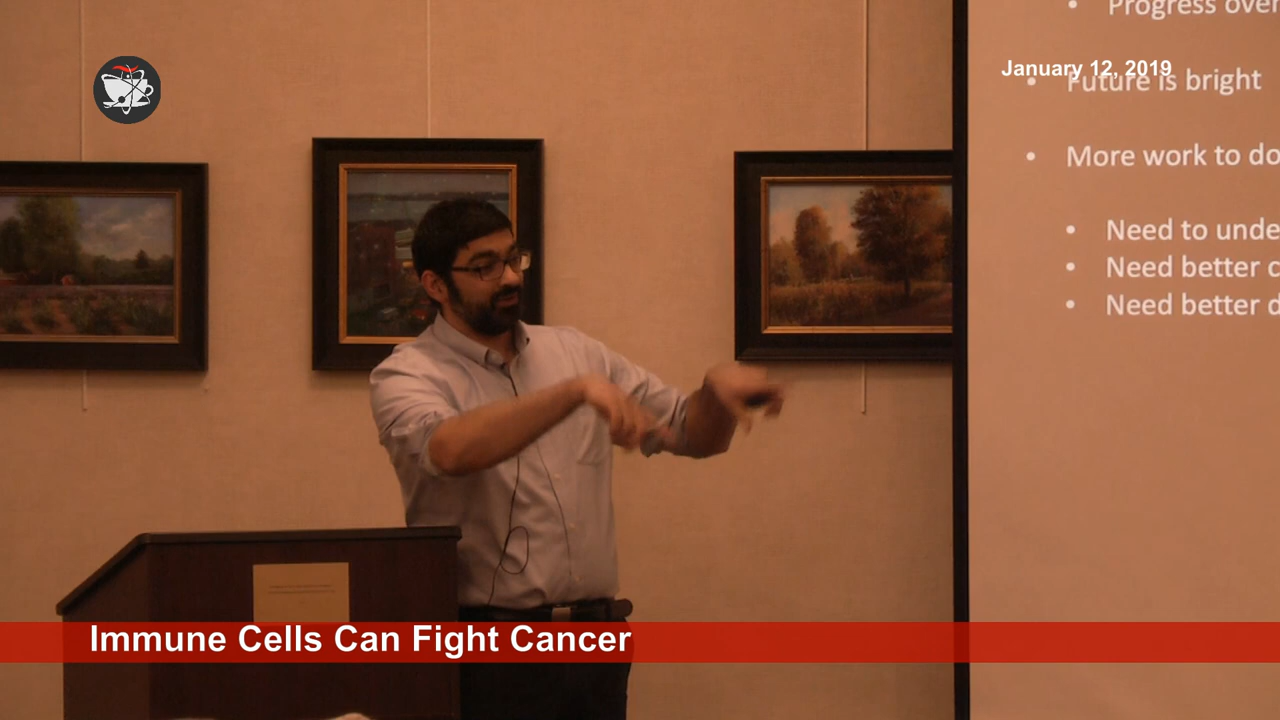 Progress over
January 12, 2019
Future is bright
More work to do
Need to unde
Need better c
Need better d
Immune Cells Can Fight Cancer